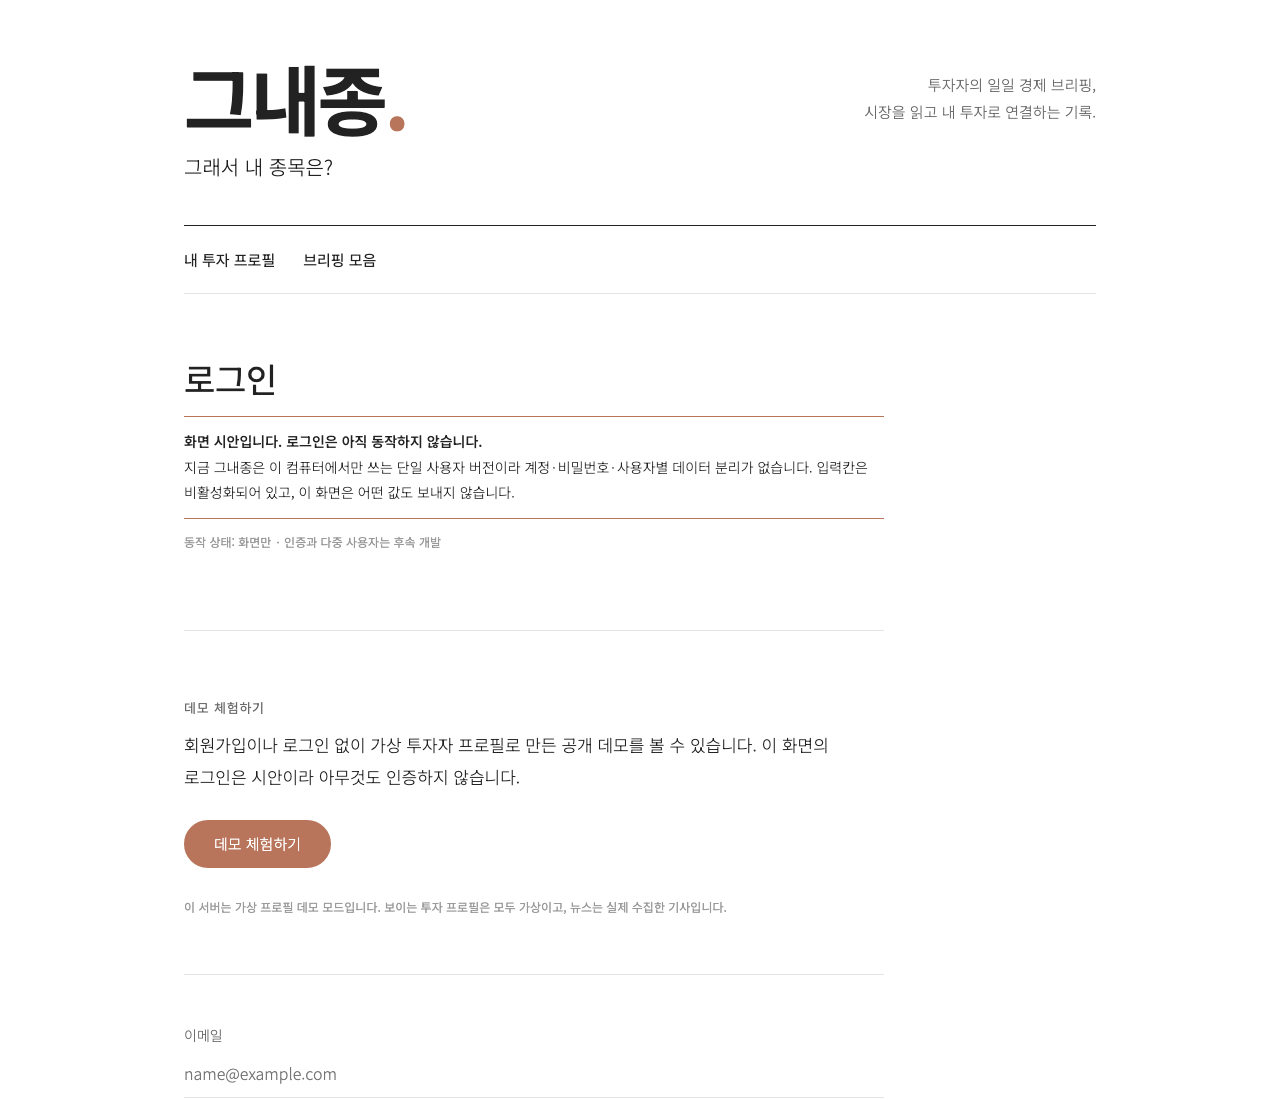 그내종.
그래서 내 종목은?
투자자의 일일 경제 브리핑,
시장을 읽고 내 투자로 연결하는 기록.
내 투자 프로필 브리핑 모음
로그인
화면 시안입니다. 로그인은 아직 동작하지 않습니다.
지금 그내종은 이 컴퓨터에서만 쓰는 단일 사용자 버전이라 계정·비밀번호·사용자별 데이터 분리가 없습니다. 입력칸은
비활성화되어 있고, 이 화면은 어떤 값도 보내지 않습니다.
동작 상태: 화면만 · 인증과 다중 사용자는 후속 개발
데모 체험하기
회원가입이나 로그인 없이 가상 투자자 프로필로 만든 공개 데모를 볼 수 있습니다. 이 화면의
로그인은 시안이라 아무것도 인증하지 않습니다.
데모 체험하기
이 서버는 가상 프로필 데모 모드입니다. 보이는 투자 프로필은 모두 가상이고, 뉴스는 실제 수집한 기사입니다.
이메일
name@example.com